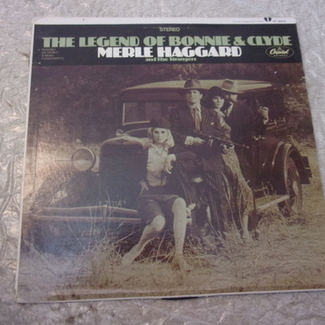 STEREO
THE LEGEND OF BONNIE & CLYDE
MERLE HAGGARD
and the Strangers
Capitol